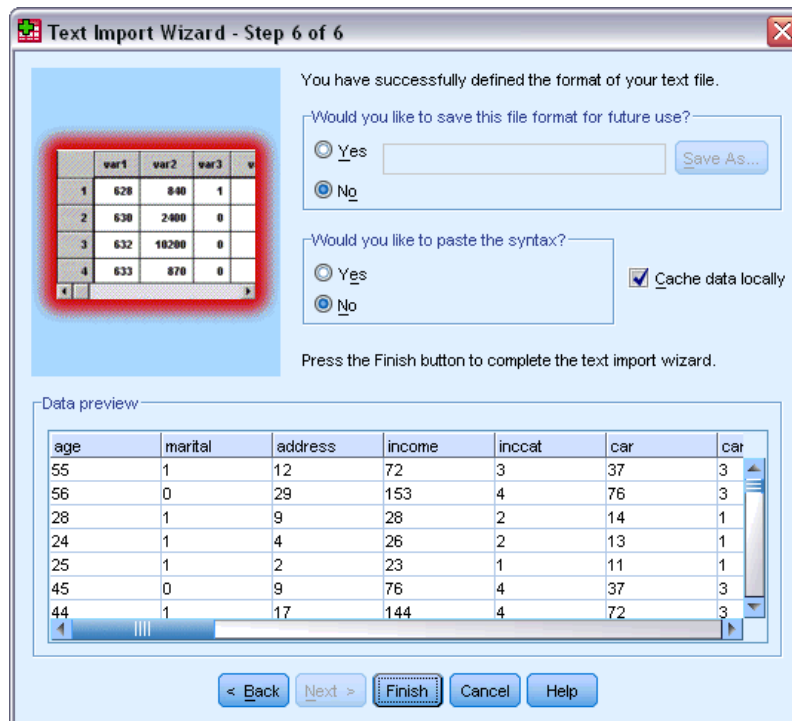 Text Import Wizard - Step 6 of 6
You have successfully defined the format of your text file.
Would you like to save this file format for future use?
Yes
Save As...
No
var1 var2 var3 v
1 628 840 1
2 630 2400 0
3 632 10200 0
4 633 870 0
Would you like to paste the syntax?
Yes
No
Cache data locally
Press the Finish button to complete the text import wizard.
Data preview
age marital address income inccat car car
55 1 12 72 3 37 3
56 0 29 153 4 76 3
28 1 9 28 2 14 1
24 1 4 26 2 13 1
25 1 2 23 1 11 1
45 0 9 76 4 37 3
44 1 17 144 4 72 3
< Back Next > Finish Cancel Help